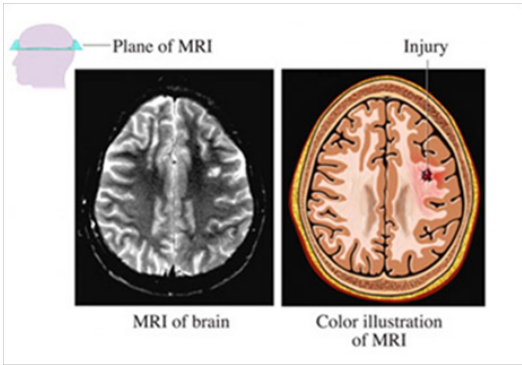 Plane of MRI
Injury
MRI of brain
Color illustration
of MRI